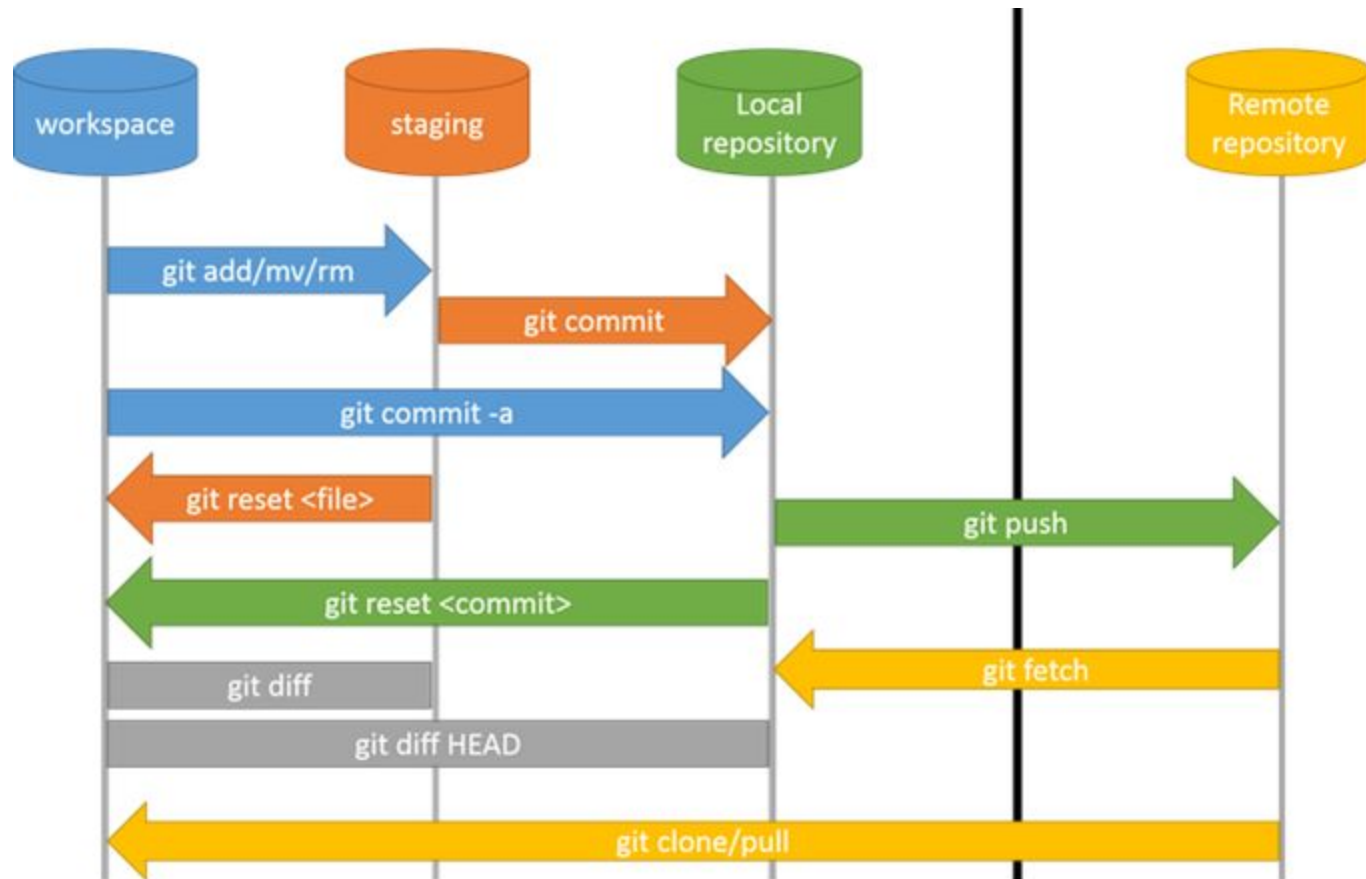 workspace
staging
Local
repository
Remote
repository
git add/mv/rm
git commit
git commit -a
git reset <file>
git push
git reset <commit>
git fetch
git diff
git diff HEAD
git clone/pull